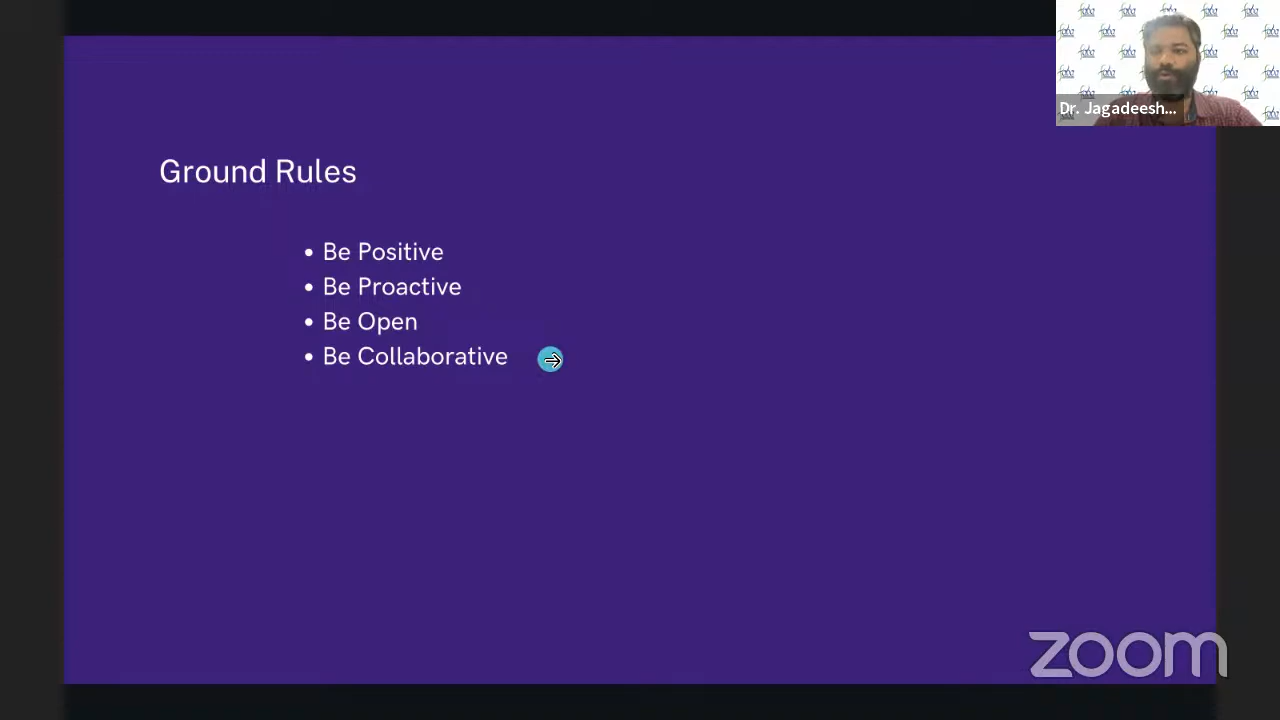 Dr. Jagadeesh...
Ground Rules
• Be Positive
• Be Proactive
• Be Open
• Be Collaborative
zoom